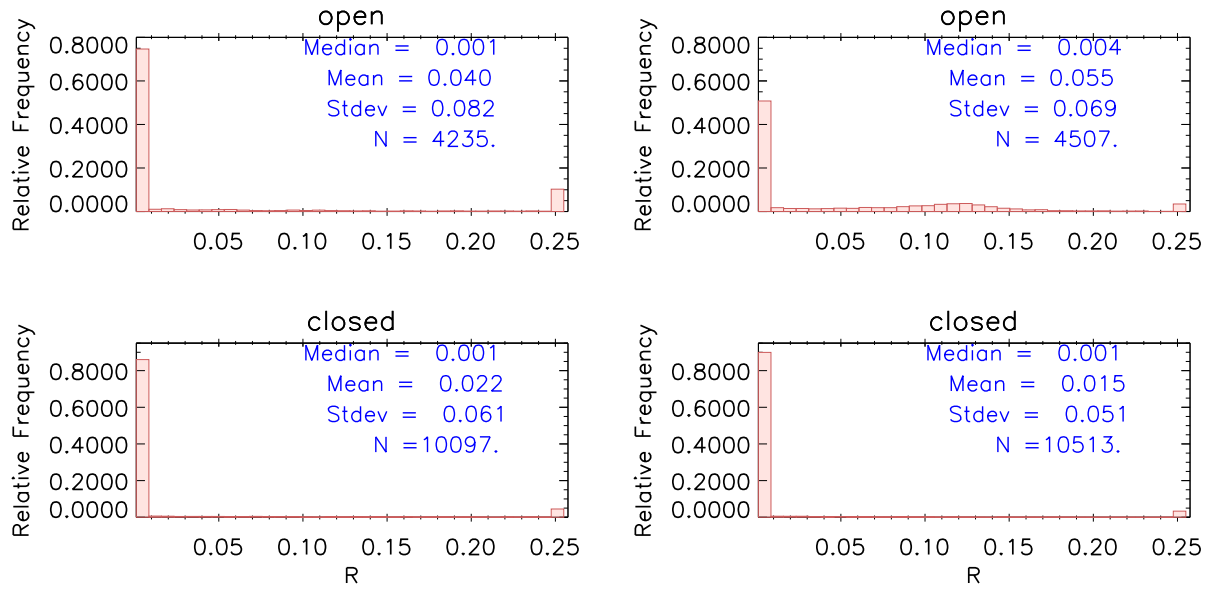 open
Relative Frequency
0.8000
0.6000
0.4000
0.2000
0.0000
Median = 0.001
Mean = 0.040
Stdev = 0.082
N = 4235.
0.05 0.10 0.15 0.20 0.25
open
Relative Frequency
0.8000
0.6000
0.4000
0.2000
0.0000
Median = 0.004
Mean = 0.055
Stdev = 0.069
N = 4507.
0.05 0.10 0.15 0.20 0.25
closed
Relative Frequency
0.8000
0.6000
0.4000
0.2000
0.0000
Median = 0.001
Mean = 0.022
Stdev = 0.061
N =10097.
0.05 0.10 0.15 0.20 0.25
R
closed
Relative Frequency
0.8000
0.6000
0.4000
0.2000
0.0000
Median = 0.001
Mean = 0.015
Stdev = 0.051
N =10513.
0.05 0.10 0.15 0.20 0.25
R